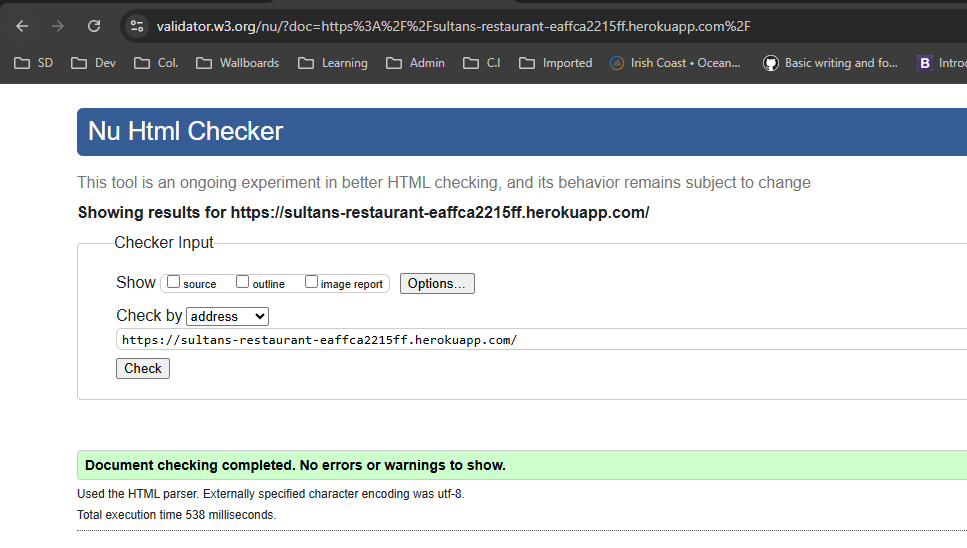 validator.w3.org/nu/?doc=https%3A%2F%2Fsultans-restaurant-eaffca2215ff.herokuapp.com%2F
SD Dev Col. Wallboards Learning Admin C.I Imported Irish Coast • Ocean... Basic writing and fo... B Introd
Nu Html Checker
This tool is an ongoing experiment in better HTML checking, and its behavior remains subject to change
Showing results for https://sultans-restaurant-eaffca2215ff.herokuapp.com/
Checker Input
Show source outline image report Options...
Check by address
https://sultans-restaurant-eaffca2215ff.herokuapp.com/
Check
Document checking completed. No errors or warnings to show.
Used the HTML parser. Externally specified character encoding was utf-8.
Total execution time 538 milliseconds.